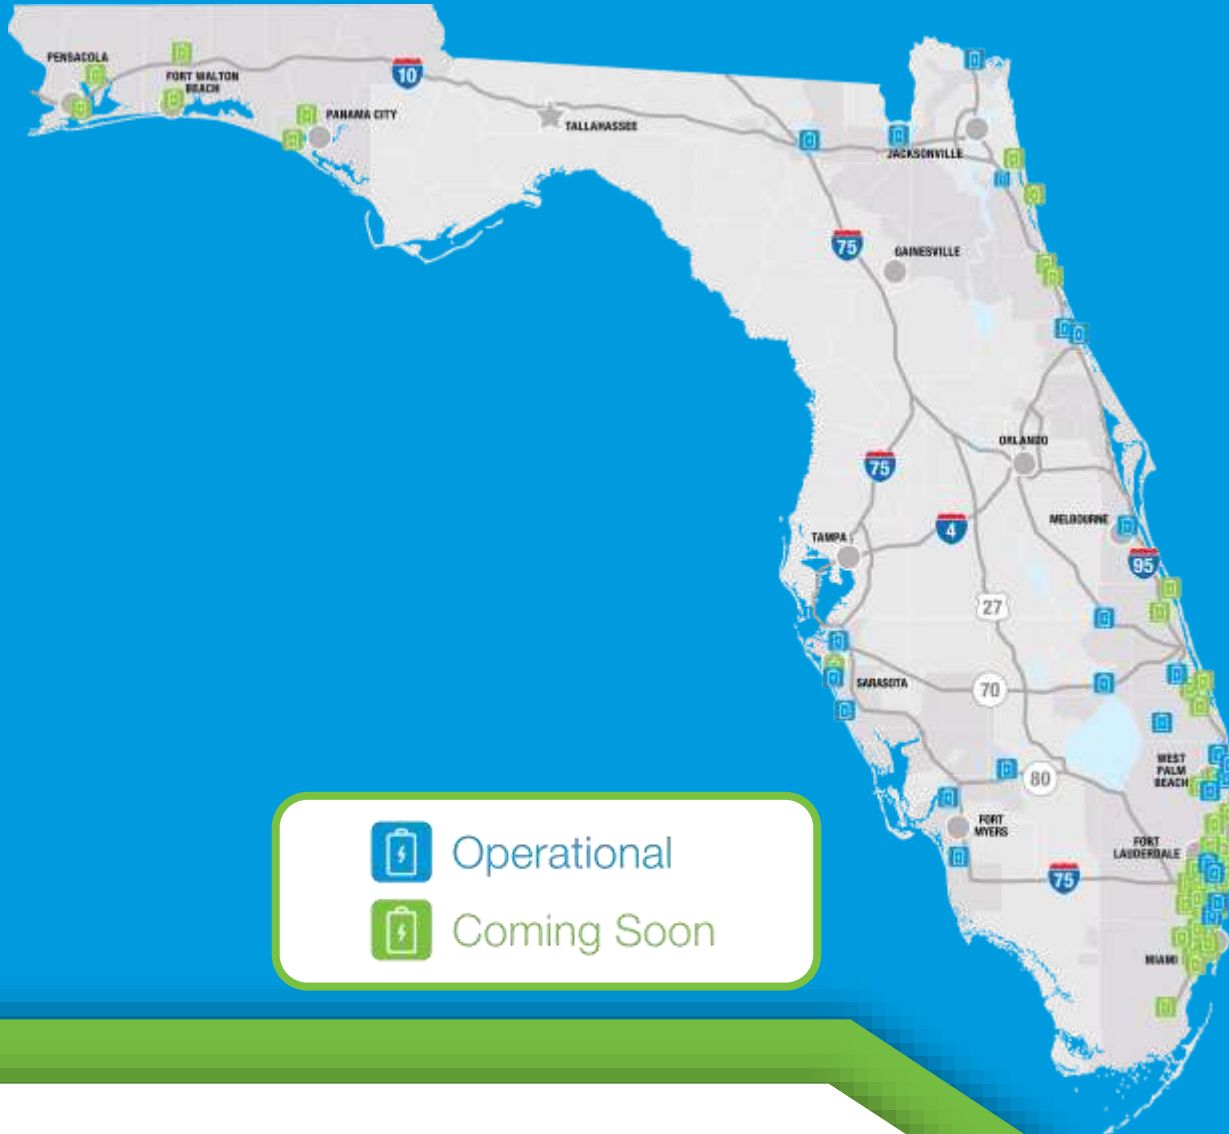 PENSACOLA
FORT WALTON
BEACH
10
PANAMA CITY
TALLAHASSEE
JACKSONVILLE
75
GAINESVILLE
ORLANDO
75
MELBOURNE
4
TAMPA
95
27
SARASOTA
70
WEST
PALM
BEACH
80
FORT
MYERS
FORT
LAUDERDALE
75
MIAMI
Operational
Coming Soon